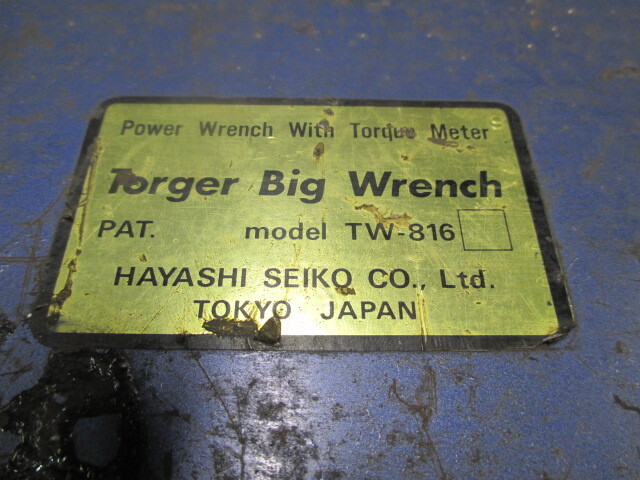 Power Wrench With Torque Meter
Torger Big Wrench
PAT. model TW-816
HAYASHI SEIKO CO., Ltd.
TOKYO JAPAN